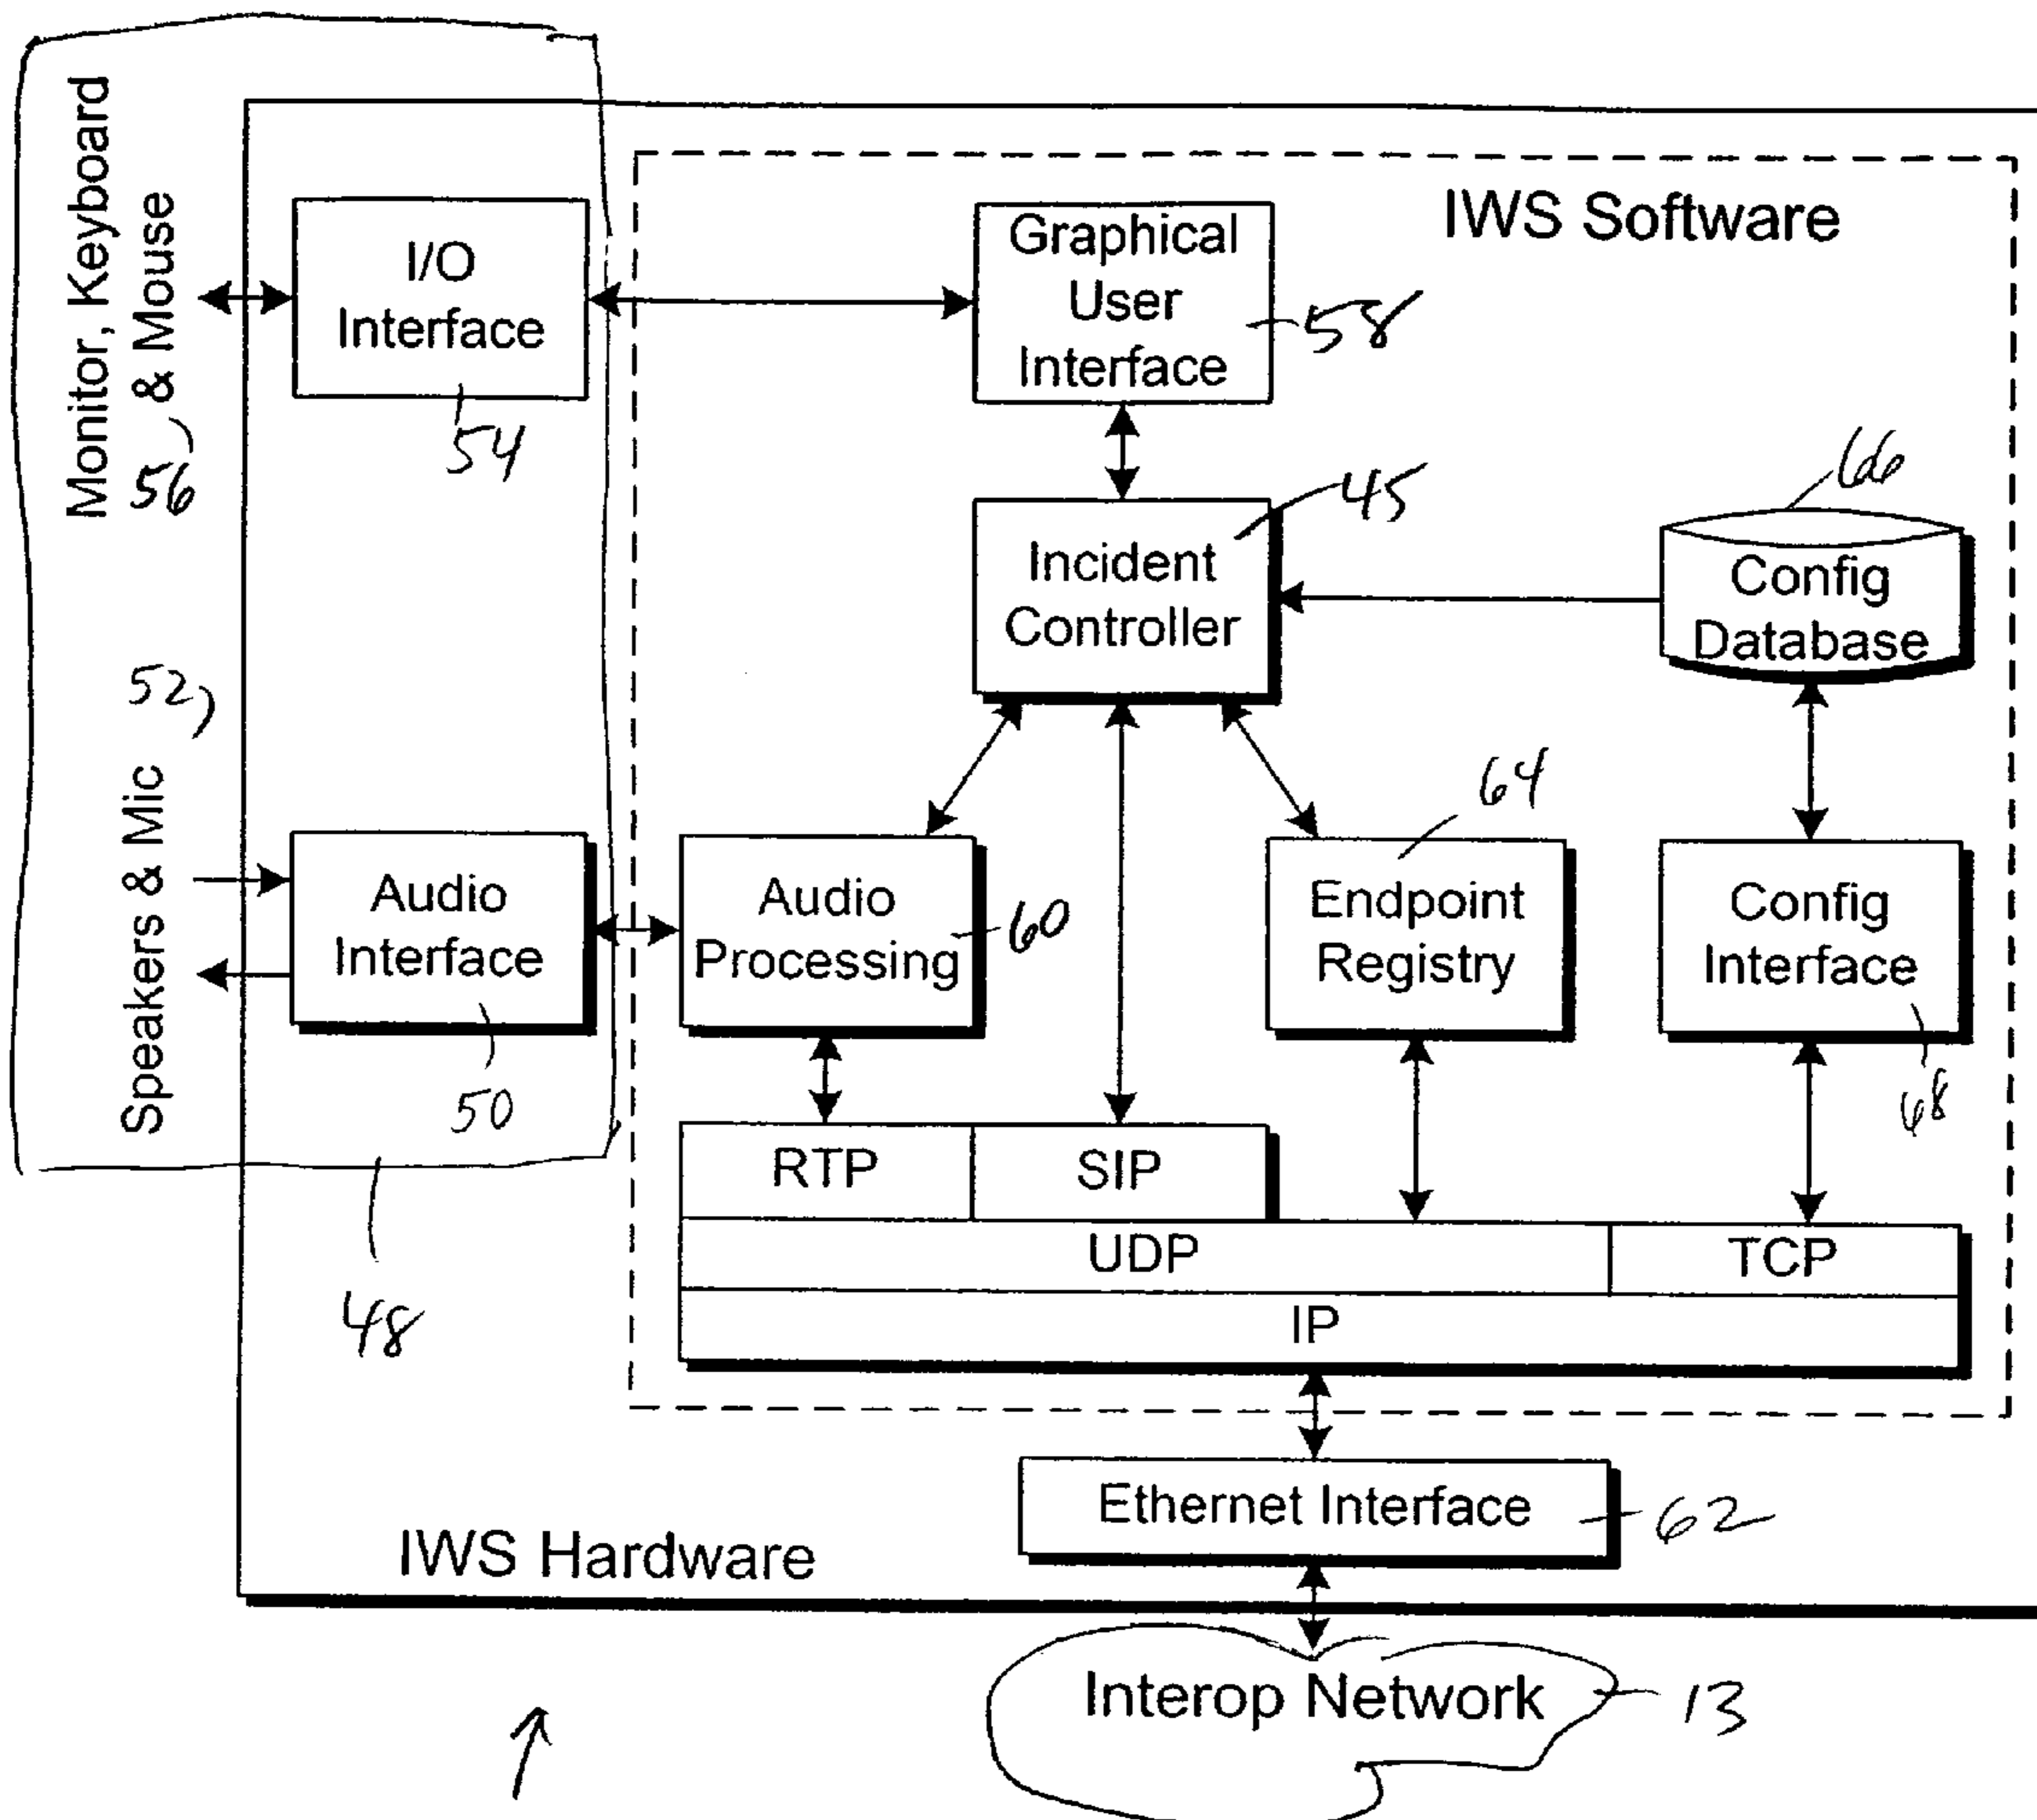 Monitor, Keyboard
& Mouse
56
I/O
Interface
54
Graphical
User
Interface
58
IWS Software
Incident
Controller
45
66
Config
Database
52
Speakers & Mic
Audio
Interface
50
Audio
Processing
60
64
Endpoint
Registry
Config
Interface
68
RTP
SIP
UDP
TCP
IP
48
Ethernet Interface
62
IWS Hardware
Interop Network
13